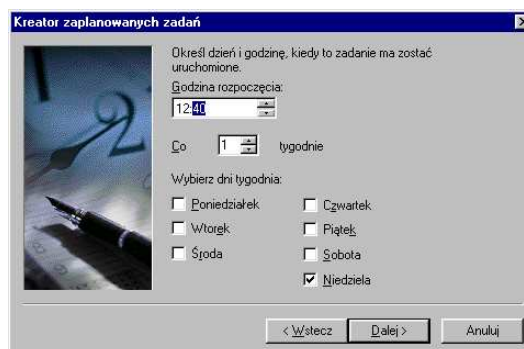 Kreator zaplanowanych zadań
Określ dzień i godzinę, kiedy to zadanie ma zostać
uruchomione.
Godzina rozpoczęcia:
12:40
Co 1 tygodnie
Wybierz dni tygodnia:
Poniedziałek
Wtorek
Środa
Czwartek
Piątek
Sobota
Niedziela
< Wstecz
Dalej >
Anuluj